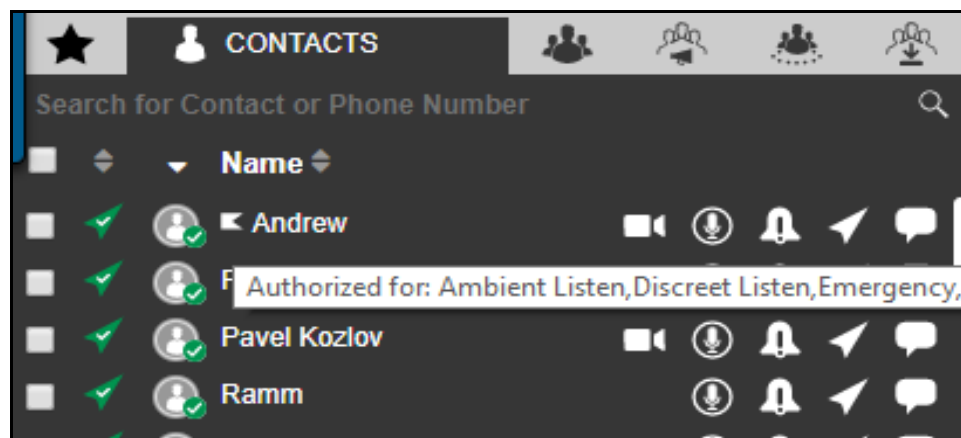 CONTACTS
Search for Contact or Phone Number
Name
Andrew
Authorized for: Ambient Listen,Discreet Listen,Emergency,
Pavel Kozlov
Ramm